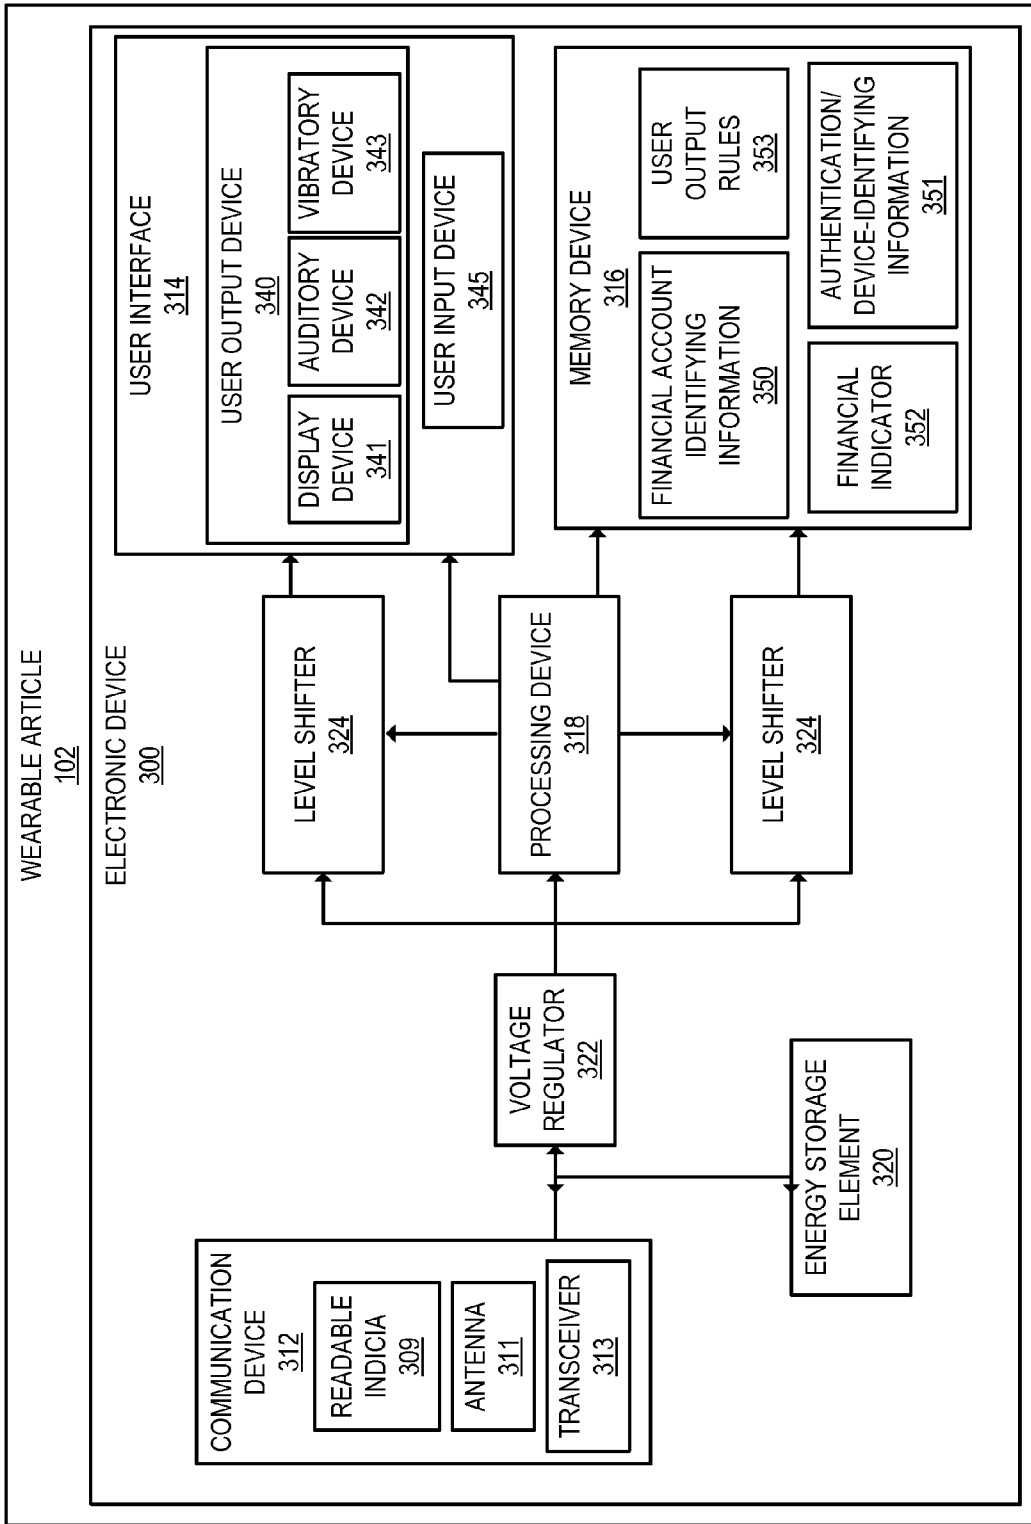 WEARABLE ARTICLE
102
ELECTRONIC DEVICE
300
COMMUNICATION
DEVICE
312
READABLE
INDICIA
309
ANTENNA
311
TRANSCEIVER
313
ENERGY STORAGE
ELEMENT
320
VOLTAGE
REGULATOR
322
LEVEL SHIFTER
324
PROCESSING DEVICE
318
LEVEL SHIFTER
324
USER INTERFACE
314
USER OUTPUT DEVICE
340
DISPLAY
DEVICE
341
AUDITORY
DEVICE
342
VIBRATORY
DEVICE
343
USER INPUT DEVICE
345
MEMORY DEVICE
316
FINANCIAL ACCOUNT
IDENTIFYING
INFORMATION
350
USER
OUTPUT
RULES
353
FINANCIAL
INDICATOR
352
AUTHENTICATION/
DEVICE-IDENTIFYING
INFORMATION
351